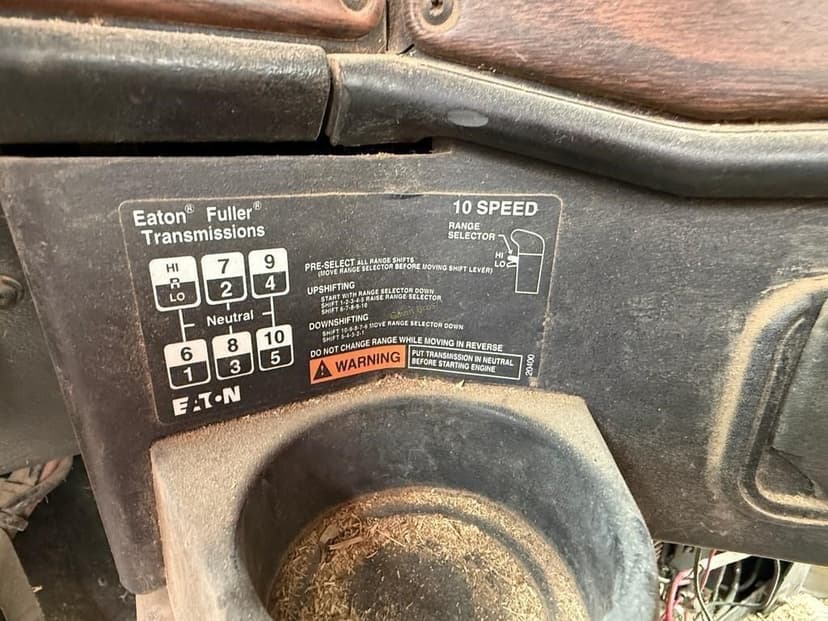 Eaton® Fuller®
Transmissions
10 SPEED
RANGE
SELECTOR
HI
LO
HI
R
LO
7
2
9
4
Neutral
6
1
8
3
10
5
EATON
PRE-SELECT ALL RANGE SHIFTS
(MOVE RANGE SELECTOR BEFORE MOVING SHIFT LEVER)
UPSHIFTING
START WITH RANGE SELECTOR DOWN
SHIFT 1-2-3-4-5 RAISE RANGE SELECTOR
SHIFT 6-7-8-9-10
DOWNSHIFTING
SHIFT 10-9-8-7-6 MOVE RANGE SELECTOR DOWN
SHIFT 5-4-3-2-1
DO NOT CHANGE RANGE WHILE MOVING IN REVERSE
WARNING
PUT TRANSMISSION IN NEUTRAL
BEFORE STARTING ENGINE
20400